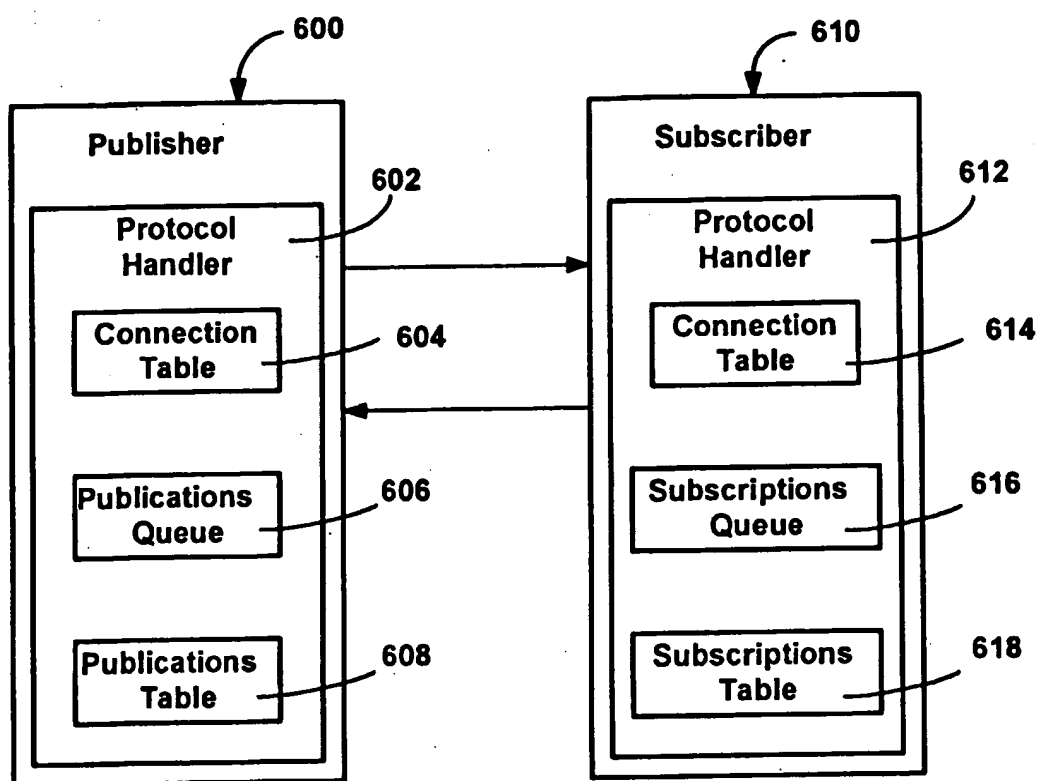 600
610
Publisher
Subscriber
602
612
Protocol
Handler
Protocol
Handler
Connection
Table
604
Connection
Table
614
Publications
Queue
606
Subscriptions
Queue
616
Publications
Table
608
Subscriptions
Table
618